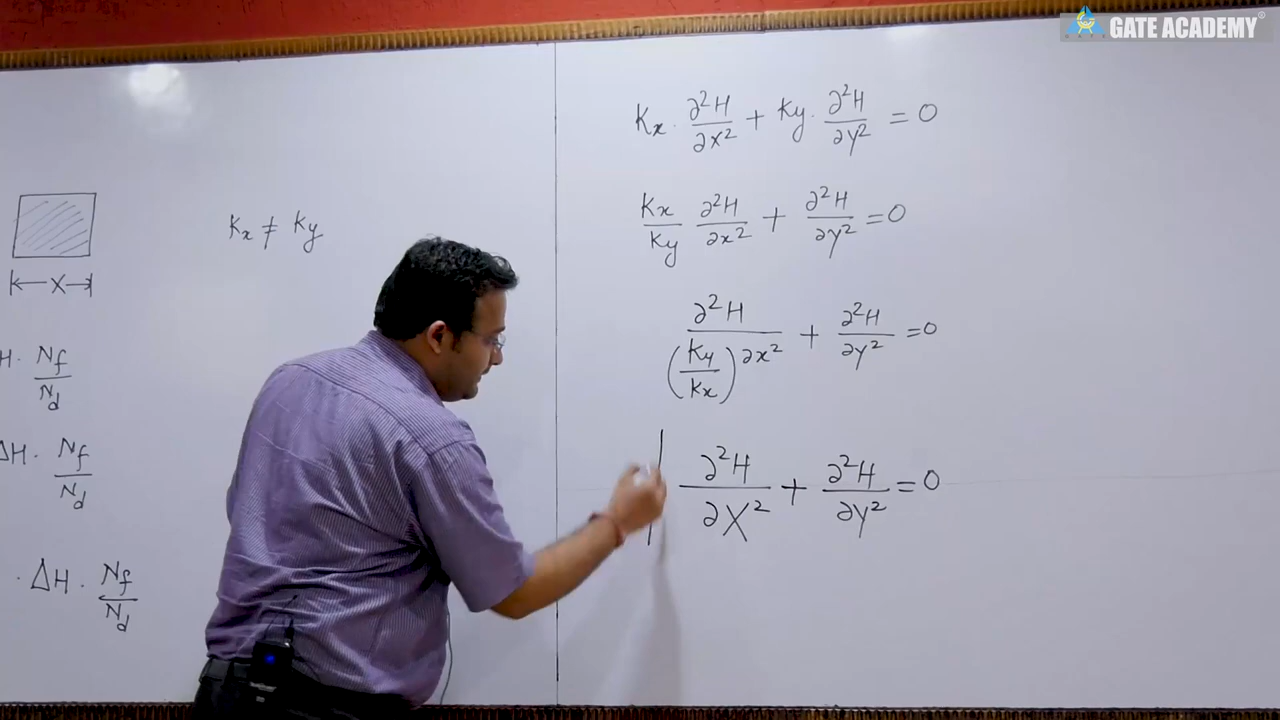 GATE ACADEMY®
Kx ≠ Ky
X
H · Nf/Nd
ΔH · Nf/Nd
· ΔH · Nf/Nd
Kx · ∂²H/∂x² + Ky · ∂²H/∂y² = 0
Kx/Ky ∂²H/∂x² + ∂²H/∂y² = 0
∂²H/(Ky/Kx)∂x² + ∂²H/∂y² = 0
∂²H/∂X² + ∂²H/∂y² = 0